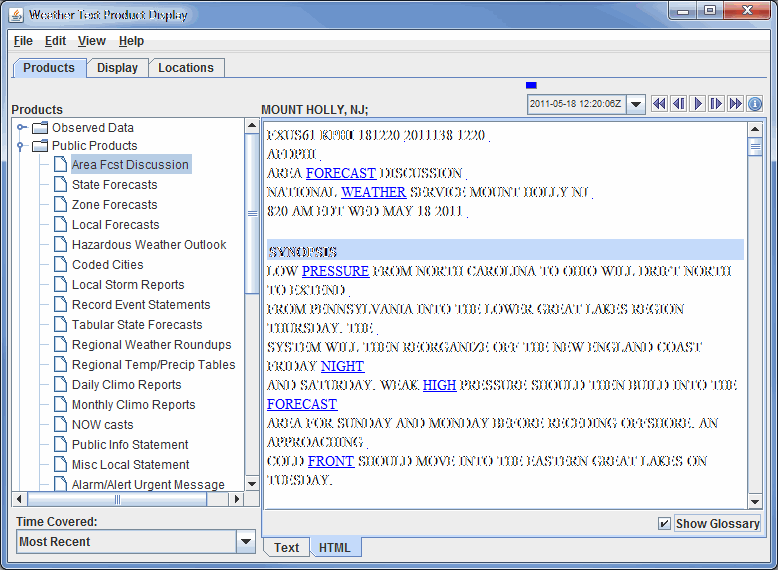 Weather Text Product Display
File Edit View Help
Products Display Locations
Products
Observed Data
Public Products
Area Fcst Discussion
State Forecasts
Zone Forecasts
Local Forecasts
Hazardous Weather Outlook
Coded Cities
Local Storm Reports
Record Event Statements
Tabular State Forecasts
Regional Weather Roundups
Regional Temp/Precip Tables
Daily Climo Reports
Monthly Climo Reports
NOW casts
Public Info Statement
Misc Local Statement
Alarm/Alert Urgent Message
Time Covered:
Most Recent
2011-05-18 12:20:06Z
MOUNT HOLLY, NJ;
FXUS61 KPHI 181220 2011138 1220
AFDPHI
AREA FORECAST DISCUSSION
NATIONAL WEATHER SERVICE MOUNT HOLLY NJ
820 AM EDT WED MAY 18 2011
SYNOPSIS
LOW PRESSURE FROM NORTH CAROLINA TO OHIO WILL DRIFT NORTH
TO EXTEND
FROM PENNSYLVANIA INTO THE LOWER GREAT LAKES REGION
THURSDAY. THE
SYSTEM WILL THEN REORGANIZE OFF THE NEW ENGLAND COAST
FRIDAY NIGHT
AND SATURDAY. WEAK HIGH PRESSURE SHOULD THEN BUILD INTO THE
FORECAST
AREA FOR SUNDAY AND MONDAY BEFORE RECEDING OFFSHORE. AN
APPROACHING
COLD FRONT SHOULD MOVE INTO THE EASTERN GREAT LAKES ON
TUESDAY.
Show Glossary
Text HTML